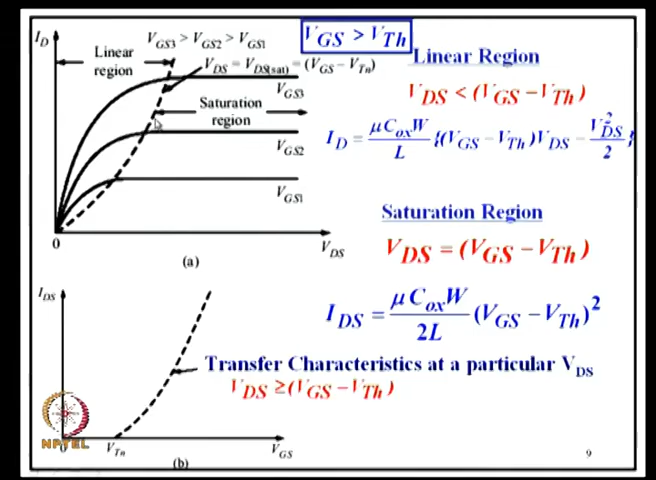 I_D
V_GS3 > V_GS2 > V_GS1
V_GS > V_Th
Linear
region
V_DS = V_DS(sat) = (V_GS – V_Tn)
V_GS3
Saturation
region
V_GS2
V_GS1
0
V_DS
(a)
Linear Region
V_DS < (V_GS – V_Th)
I_D = μC_oxW/L {(V_GS – V_Th)V_DS – V_DS²/2}
Saturation Region
V_DS = (V_GS – V_Th)
I_DS = μC_oxW/2L (V_GS – V_Th)²
I_DS
Transfer Characteristics at a particular V_DS
V_DS ≥ (V_GS – V_Th)
NPTEL
0
V_Tn
V_GS
(b)
9